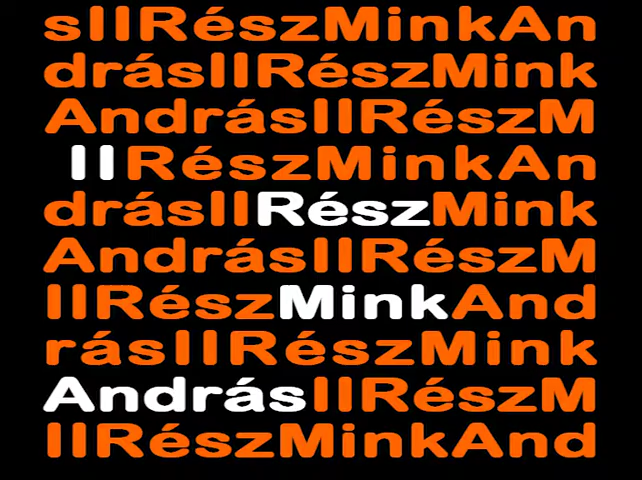 sIIRészMinkAn
drásIIRészMink
AndrásIIRészM
IIRészMinkAn
drásIIRészMink
AndrásIIRészM
IIRészMinkAnd
rásIIRészMink
AndrásIIRészM
IIRészMinkAnd